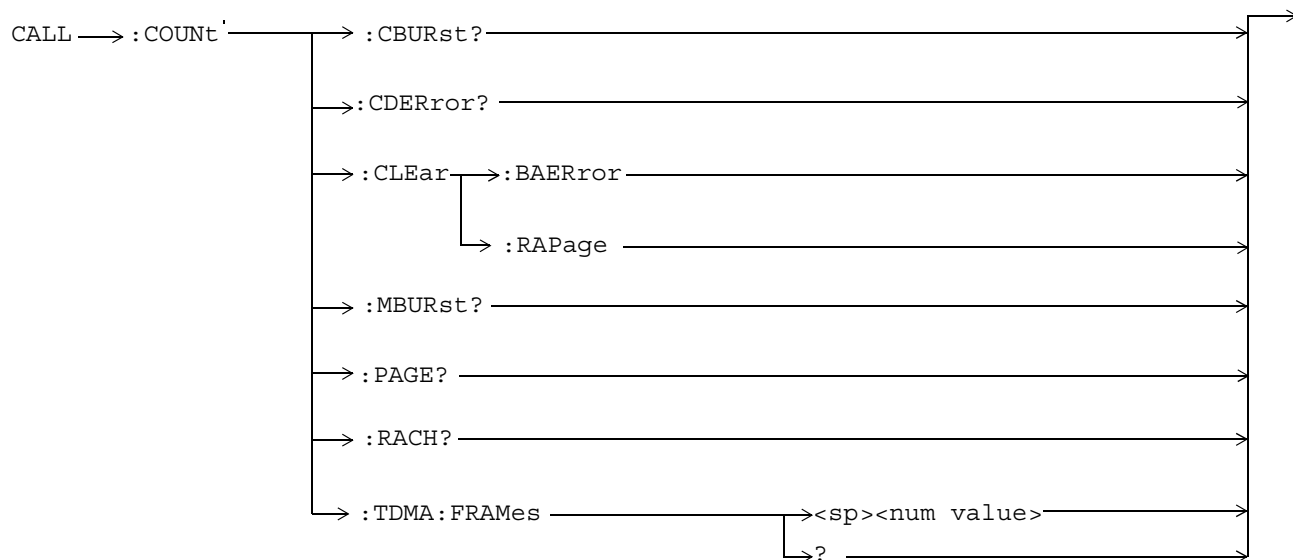 CALL :COUNt :CBURst?
:CDERror?
:CLEar :BAERror
:RAPage
:MBURst?
:PAGE?
:RACH?
:TDMA:FRAMes <sp><num value>
?